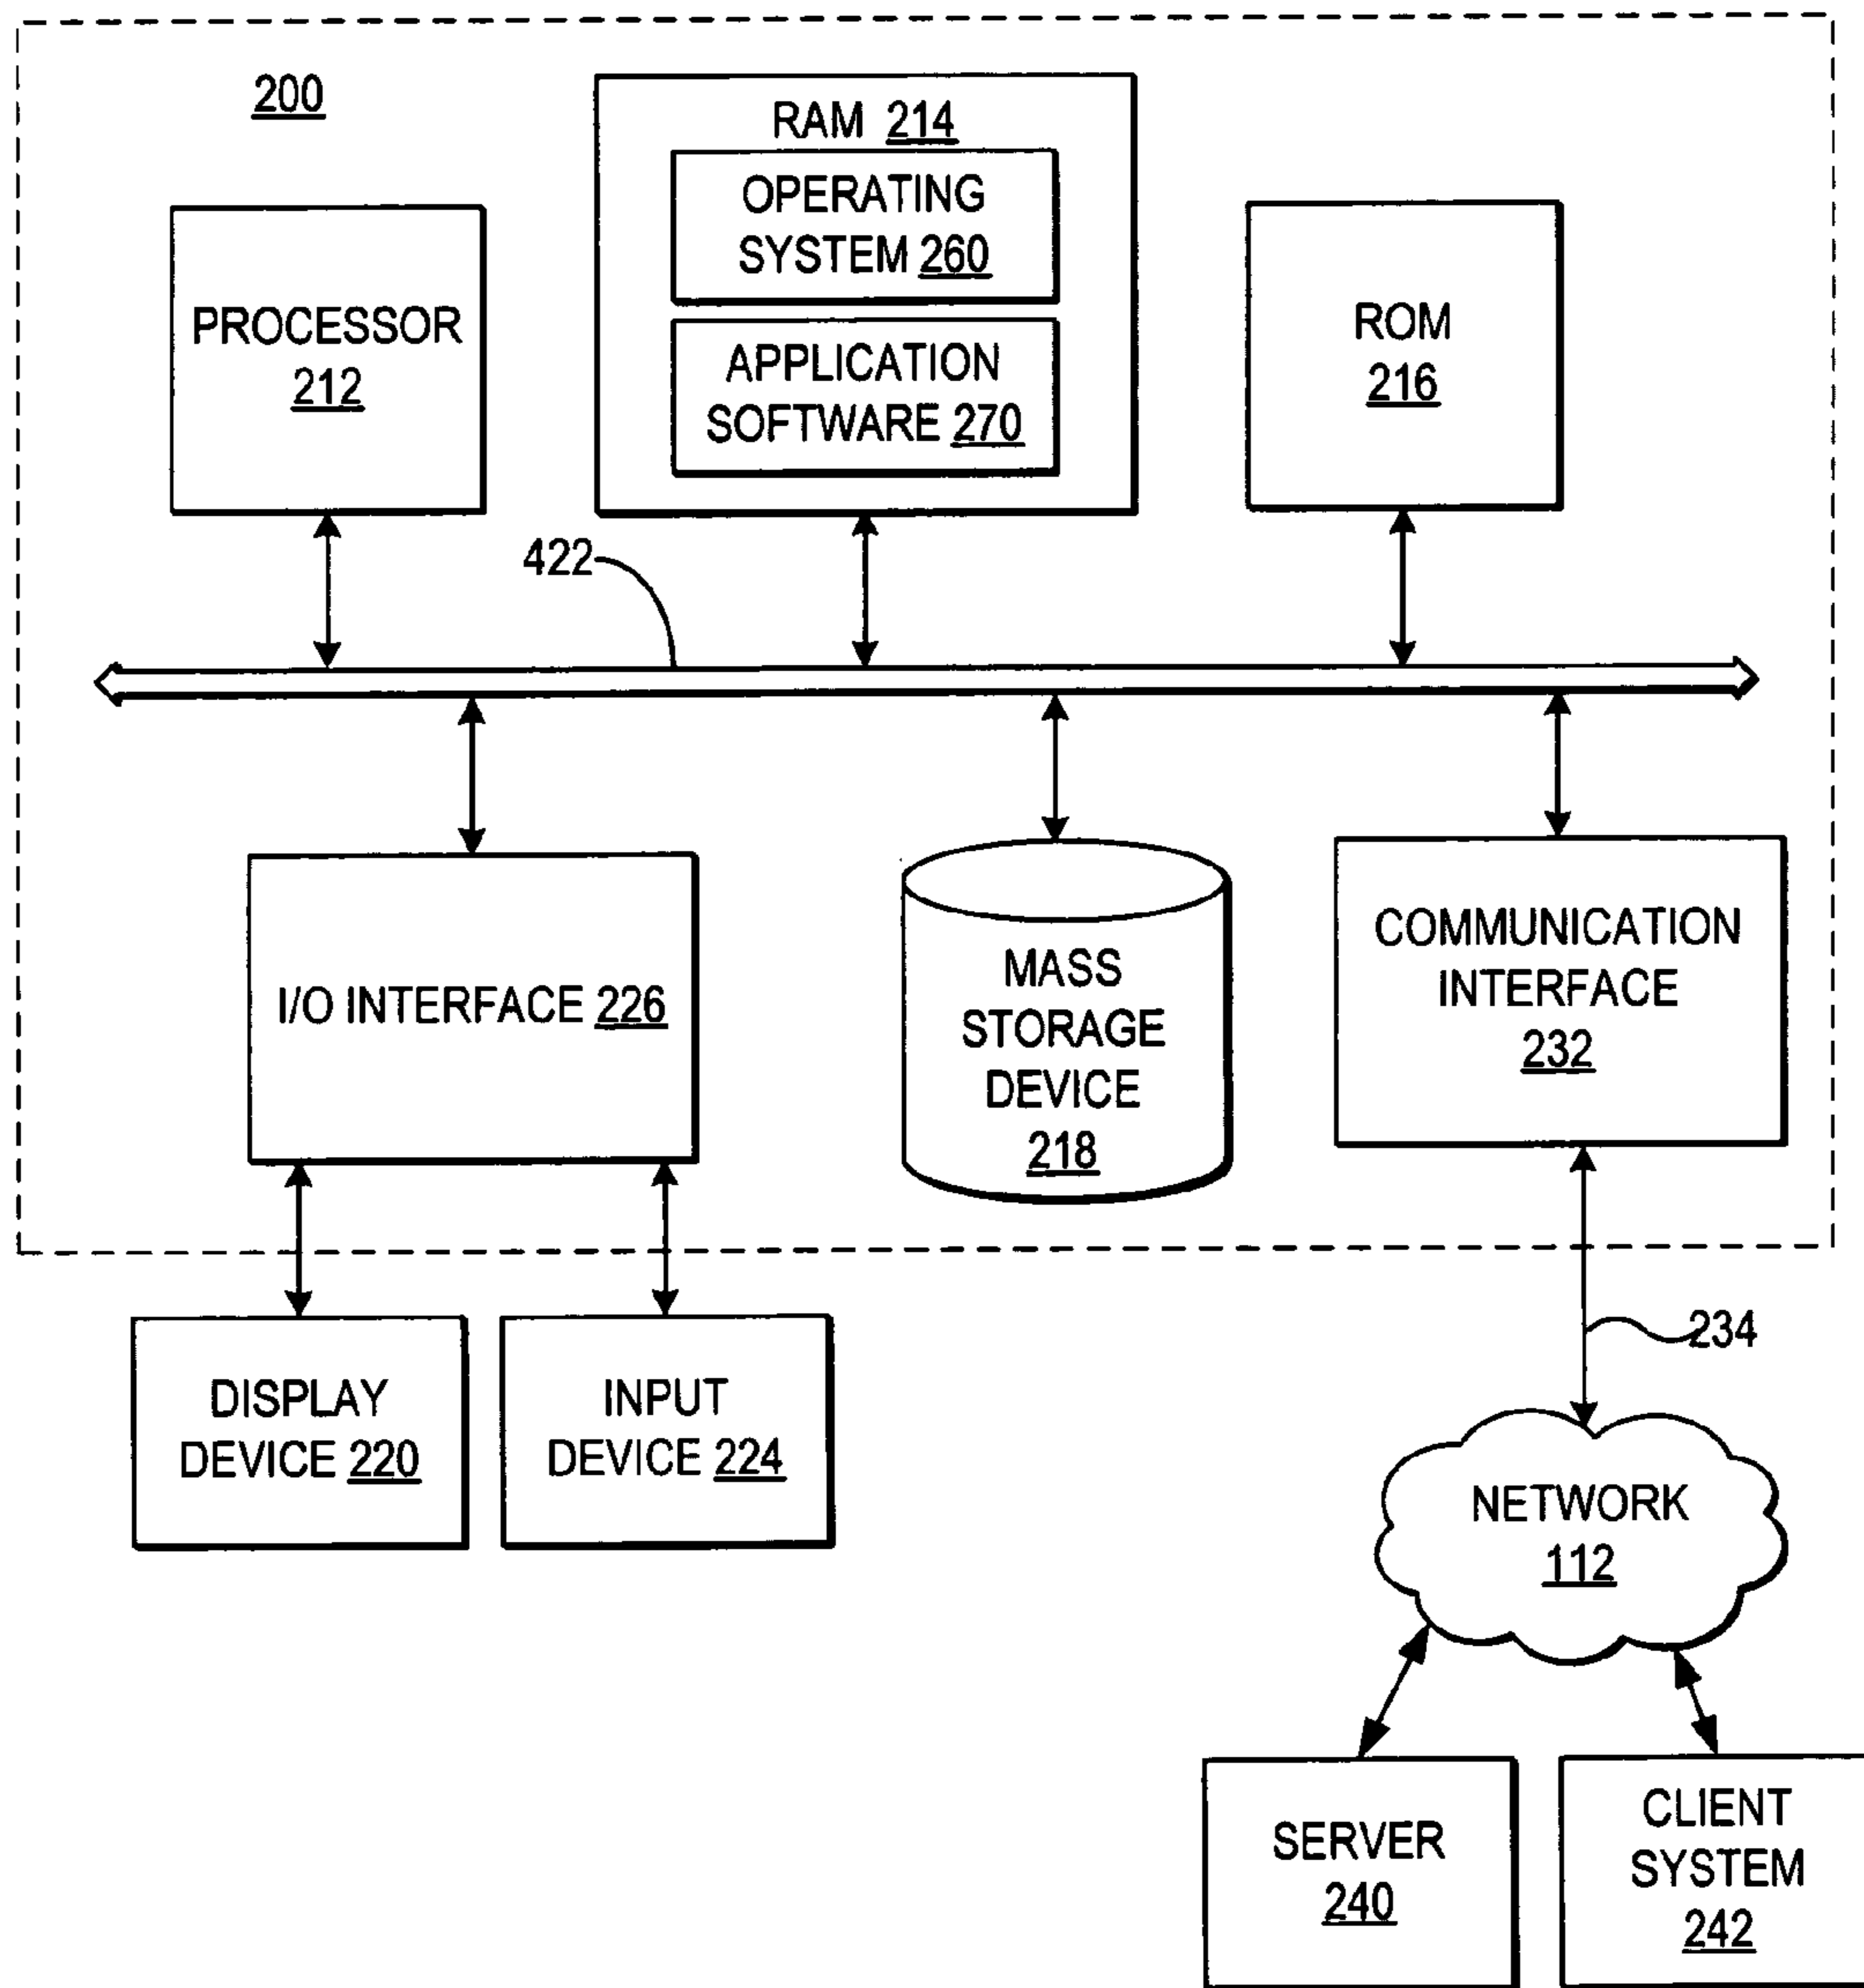 200
RAM 214
OPERATING
SYSTEM 260
APPLICATION
SOFTWARE 270
PROCESSOR
212
ROM
216
422
I/O INTERFACE 226
MASS
STORAGE
DEVICE
218
COMMUNICATION
INTERFACE
232
DISPLAY
DEVICE 220
INPUT
DEVICE 224
234
NETWORK
112
SERVER
240
CLIENT
SYSTEM
242